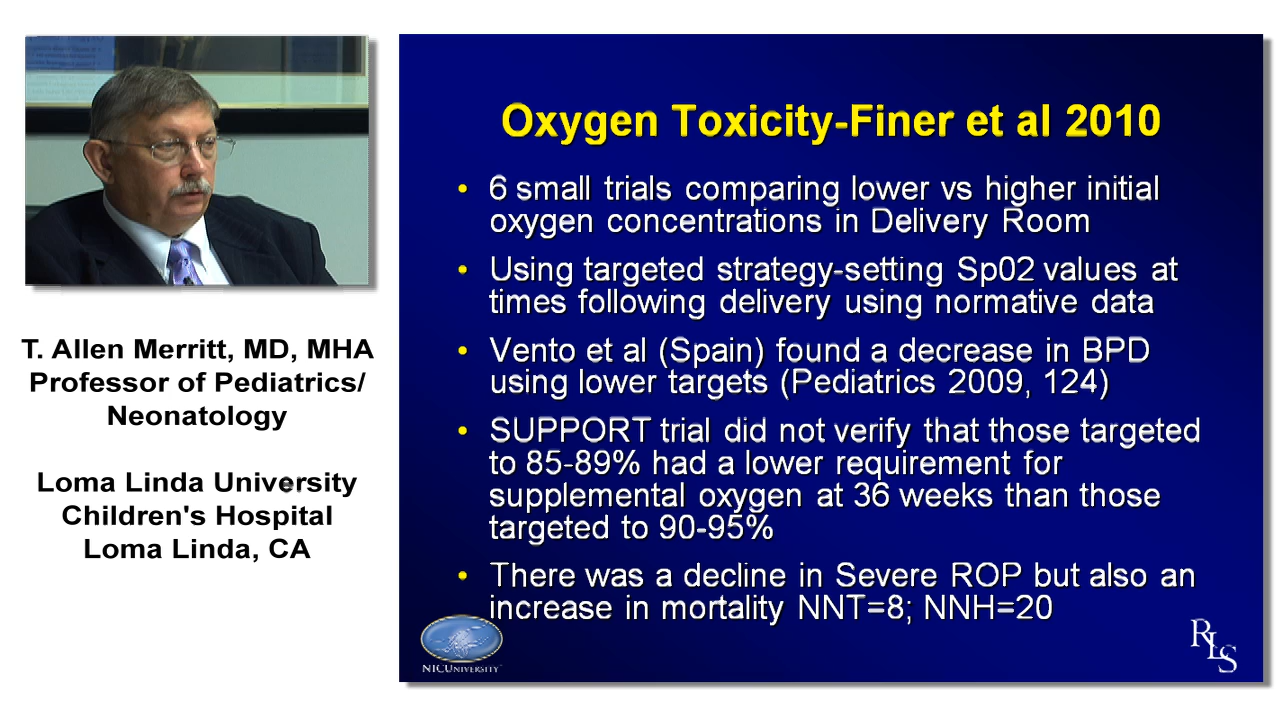 T. Allen Merritt, MD, MHA
Professor of Pediatrics/
Neonatology
Loma Linda University
Children's Hospital
Loma Linda, CA
Oxygen Toxicity-Finer et al 2010
• 6 small trials comparing lower vs higher initial
oxygen concentrations in Delivery Room
• Using targeted strategy-setting Sp02 values at
times following delivery using normative data
• Vento et al (Spain) found a decrease in BPD
using lower targets (Pediatrics 2009, 124)
• SUPPORT trial did not verify that those targeted
to 85-89% had a lower requirement for
supplemental oxygen at 36 weeks than those
targeted to 90-95%
• There was a decline in Severe ROP but also an
increase in mortality NNT=8; NNH=20
NICUNIVERSITY
RLS